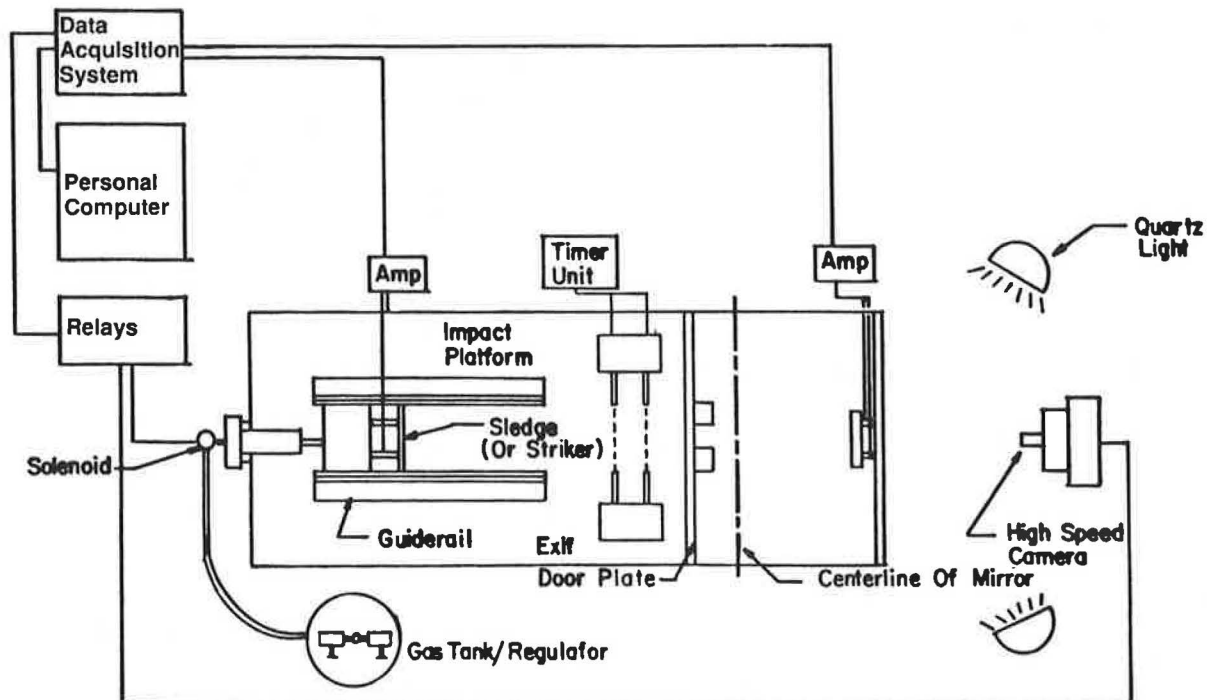 Data
Acquisition
System
Personal
Computer
Relays
Amp
Timer
Unit
Amp
Quartz
Light
Impact
Platform
Sledge
(Or Striker)
Solenoid
Guiderail
Exit
Door Plate
Centerline Of Mirror
High Speed
Camera
Gas Tank/Regulator